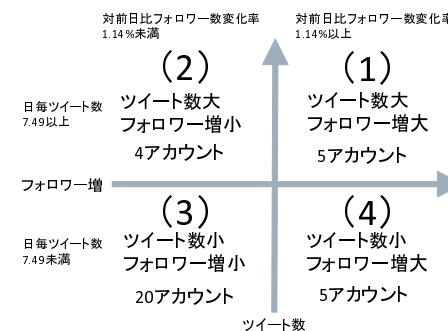 対前日比フォロワー数変化率
1.14%未満
対前日比フォロワー数変化率
1.14%以上
(2)
ツイート数大
フォロワー増小
4アカウント
(1)
ツイート数大
フォロワー増大
5アカウント
日毎ツイート数
7.49以上
フォロワー増
日毎ツイート数
7.49未満
(3)
ツイート数小
フォロワー増小
20アカウント
(4)
ツイート数小
フォロワー増大
5アカウント
ツイート数